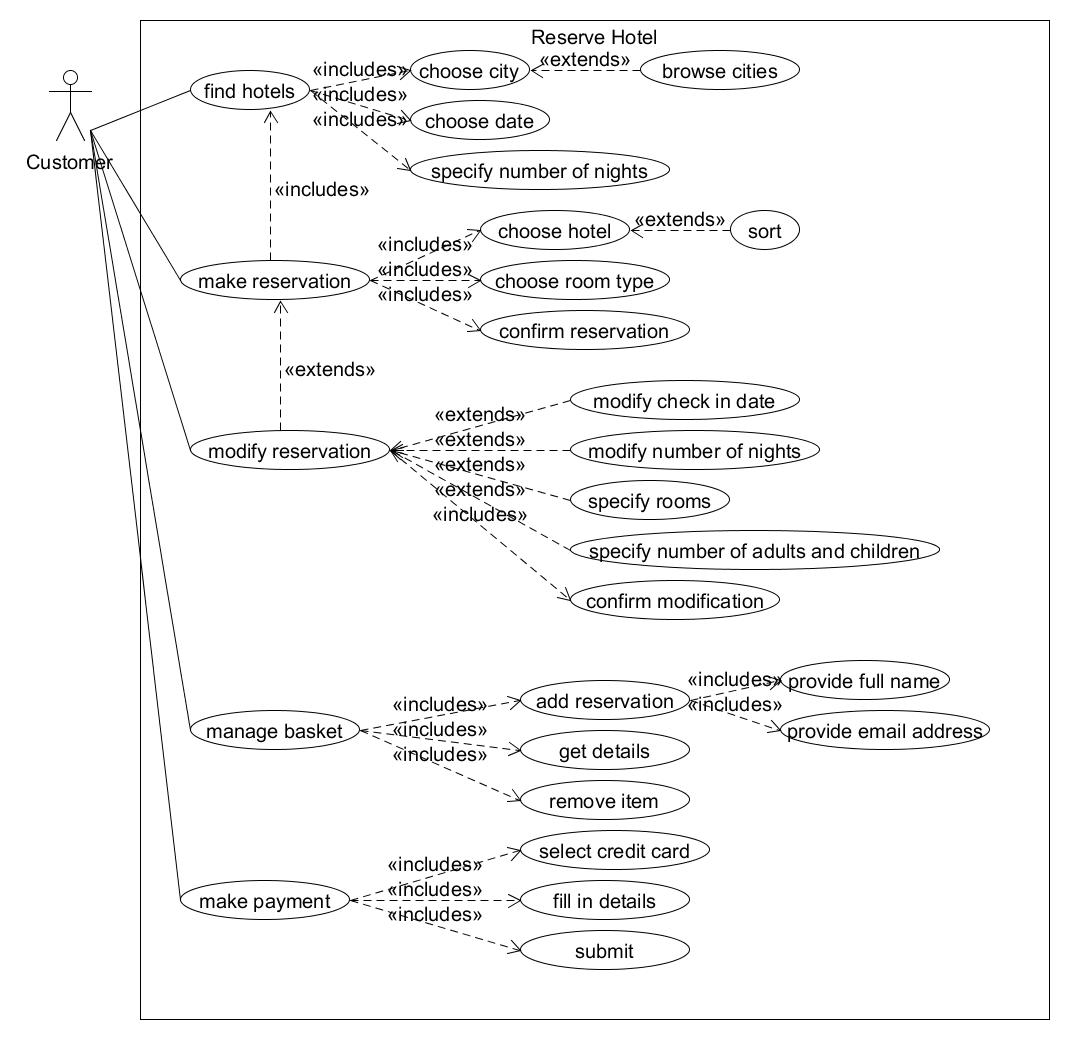 Reserve Hotel
«extends»
«includes»
choose city
browse cities
find hotels
«includes»
«includes»
choose date
Customer
specify number of nights
«includes»
choose hotel
«extends»
sort
«includes»
«includes»
make reservation
choose room type
«includes»
confirm reservation
«extends»
modify check in date
«extends»
«extends»
modify reservation
modify number of nights
«extends»
«extends»
specify rooms
«includes»
specify number of adults and children
confirm modification
«includes»
provide full name
«includes»
add reservation
«includes»
manage basket
«includes»
provide email address
«includes»
get details
remove item
select credit card
«includes»
«includes»
make payment
fill in details
«includes»
submit